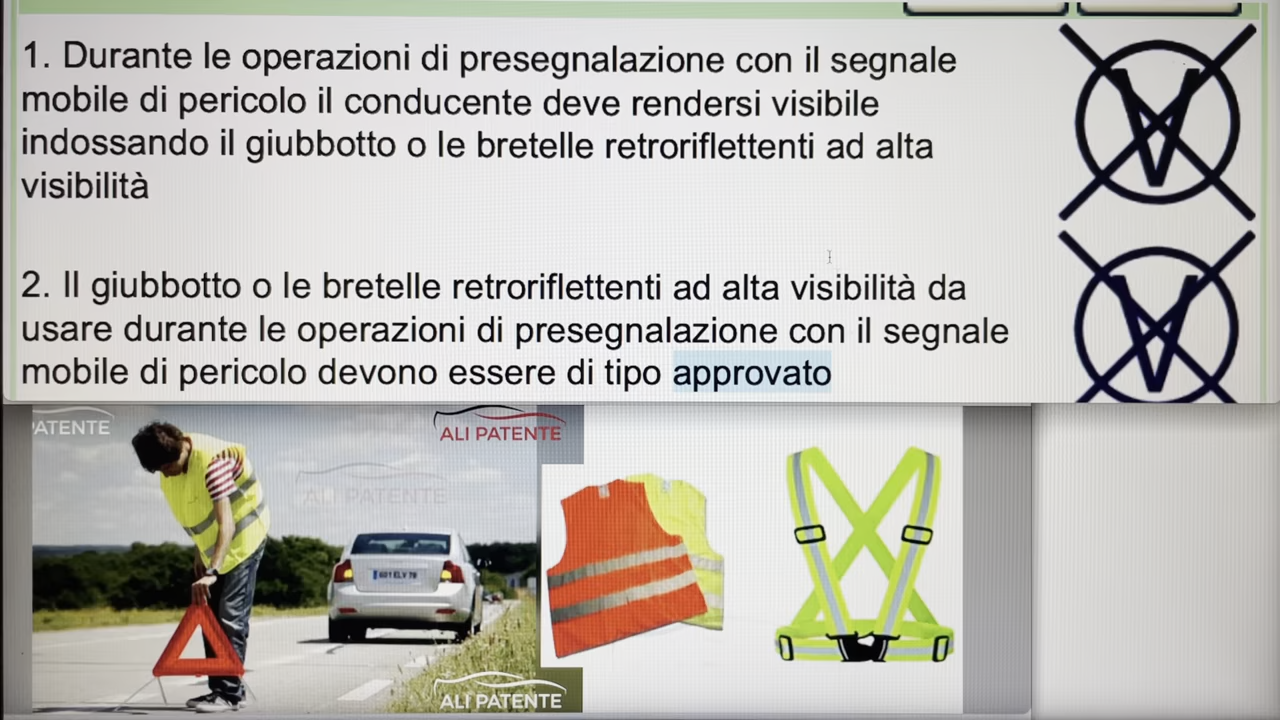 1. Durante le operazioni di presegnalazione con il segnale
mobile di pericolo il conducente deve rendersi visibile
indossando il giubbotto o le bretelle retroriflettenti ad alta
visibilità
V
2. Il giubbotto o le bretelle retroriflettenti ad alta visibilità da
usare durante le operazioni di presegnalazione con il segnale
mobile di pericolo devono essere di tipo approvato
V
PATENTE
ALI PATENTE
ALI PATENTE
ALI PATENTE